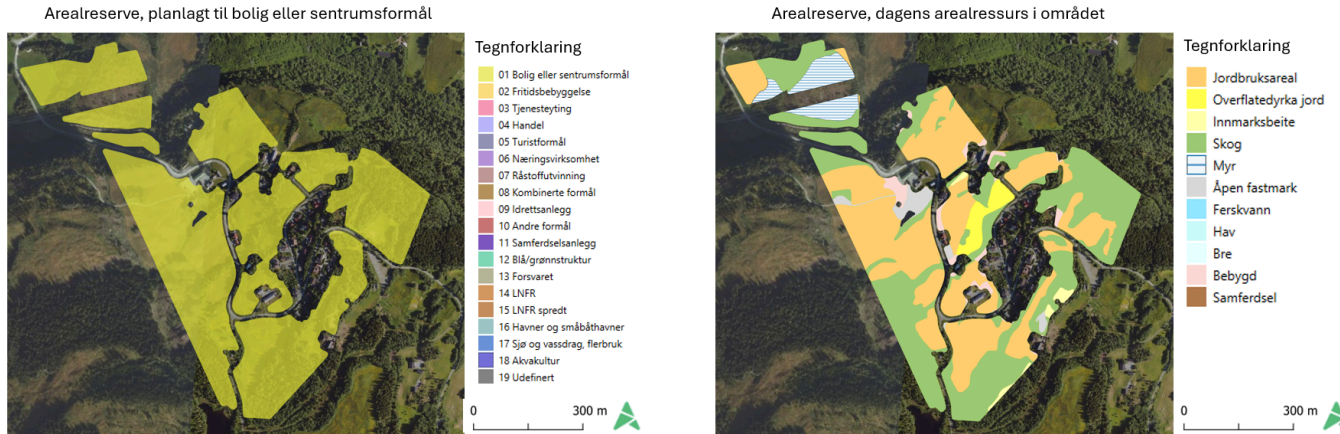 Arealreserve, planlagt til bolig eller sentrumsformål
Tegnforklaring
01 Bolig eller sentrumsformål
02 Fritidsbebyggelse
03 Tjenesteyting
04 Handel
05 Turistformål
06 Næringsvirksomhet
07 Råstoffutvinning
08 Kombinerte formål
09 Idrettsanlegg
10 Andre formål
11 Samferdselsanlegg
12 Blå/grønnstruktur
13 Forsvaret
14 LNFR
15 LNFR spredt
16 Havner og småbåthavner
17 Sjø og vassdrag, flerbruk
18 Akvakultur
19 Udefinert
0 300 m
Arealreserve, dagens arealressurs i området
Tegnforklaring
Jordbruksareal
Overflatedyrka jord
Innmarksbeite
Skog
Myr
Åpen fastmark
Ferskvann
Hav
Bre
Bebygd
Samferdsel
0 300 m